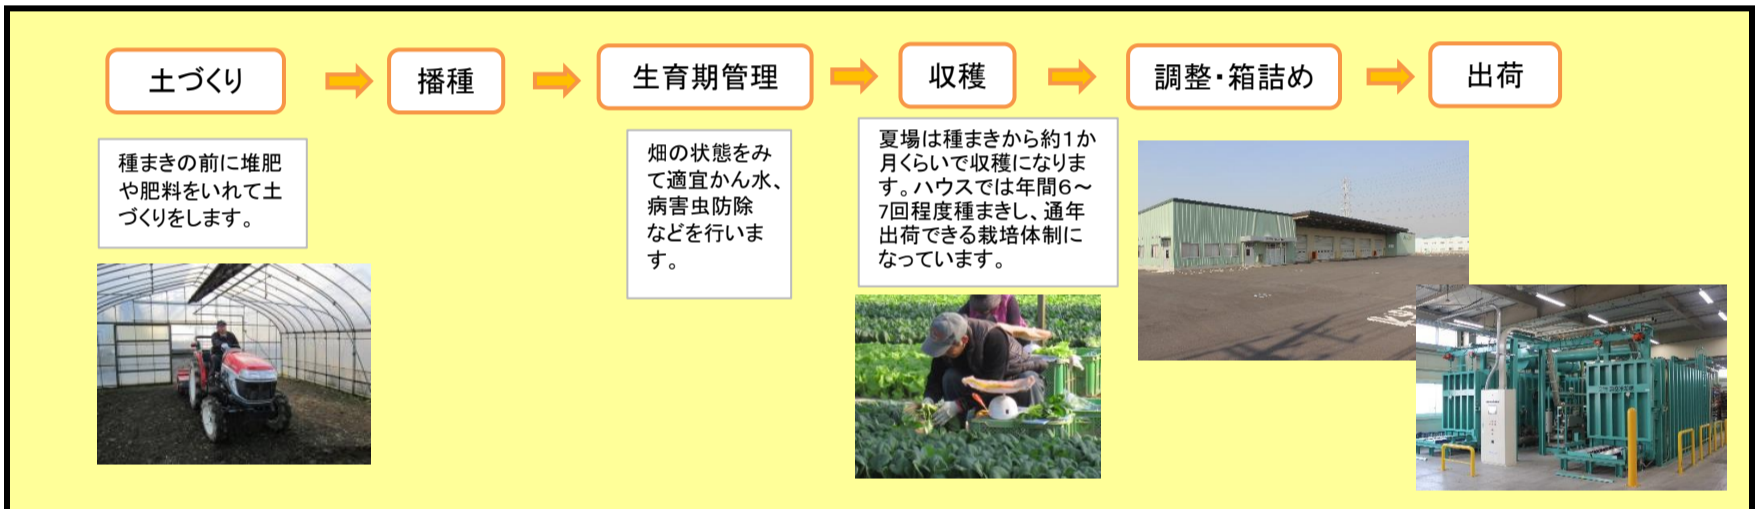 土づくり
播種
生育期管理
収穫
調整・箱詰め
出荷
種まきの前に堆肥
や肥料をいれて土
づくりをします。
畑の状態をみ
て適宜かん水、
病害虫防除
などを行いま
す。
夏場は種まきから約1か
月くらいで収穫になりま
す。ハウスでは年間6～
7回程度種まきし、通年
出荷できる栽培体制に
なっています。